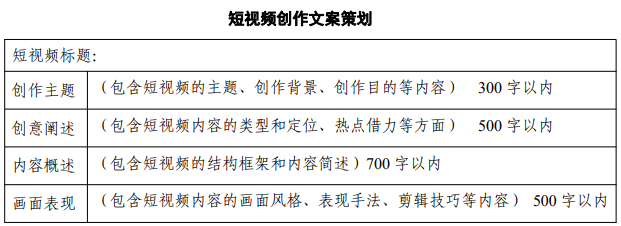 短视频创作文案策划
短视频标题:
创作主题 （包含短视频的主题、创作背景、创作目的等内容） 300 字以内
创意阐述 （包含短视频内容的类型和定位、热点借力等方面） 500 字以内
内容概述 （包含短视频的结构框架和内容简述）700 字以内
画面表现 （包含短视频内容的画面风格、表现手法、剪辑技巧等内容） 500 字以内